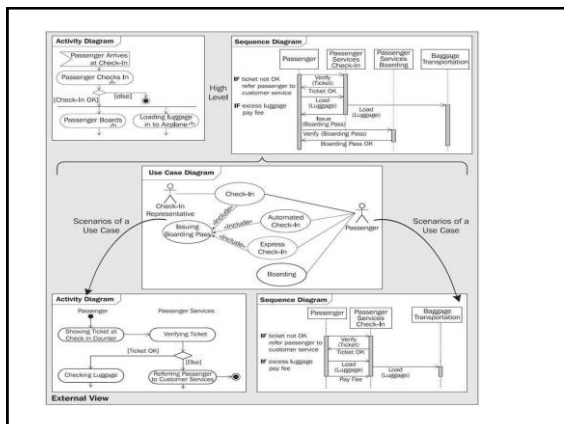 Activity Diagram
Passenger Arrives
at Check-In
Passenger Checks In
[Check-In OK]
[else]
Passenger Boards
Loading luggage
in to Airplane
High
Level
Sequence Diagram
Passenger
Passenger
Services
Check-In
Passenger
Services
Boarding
Baggage
Transportation
IF ticket not OK
refer passenger to
customer service
IF excess luggage
pay fee
Verify
(Ticket)
Ticket OK
Load
(Luggage)
Load
(Luggage)
Issue
(Boarding Pass)
Verify (Boarding Pass)
Boarding Pass OK
Use Case Diagram
Check-In
Representative
Check-In
Issuing
Boarding Pass
«Include»
«Include»
«Include»
Automated
Check-In
Express
Check-In
Boarding
Passenger
Scenarios of a
Use Case
Scenarios of a
Use Case
Activity Diagram
Passenger
Passenger Services
Showing Ticket at
Check in Counter
Verifying Ticket
[Ticket OK]
[Else]
Checking Luggage
Referring Passenger
to Customer Services
Sequence Diagram
Passenger
Passenger
Services
Check-In
Baggage
Transportation
IF ticket not OK
refer passenger to
customer service
IF excess luggage
pay fee
Verify
(Ticket)
Ticket OK
Load
(Luggage)
Load
(Luggage)
Pay Fee
External View